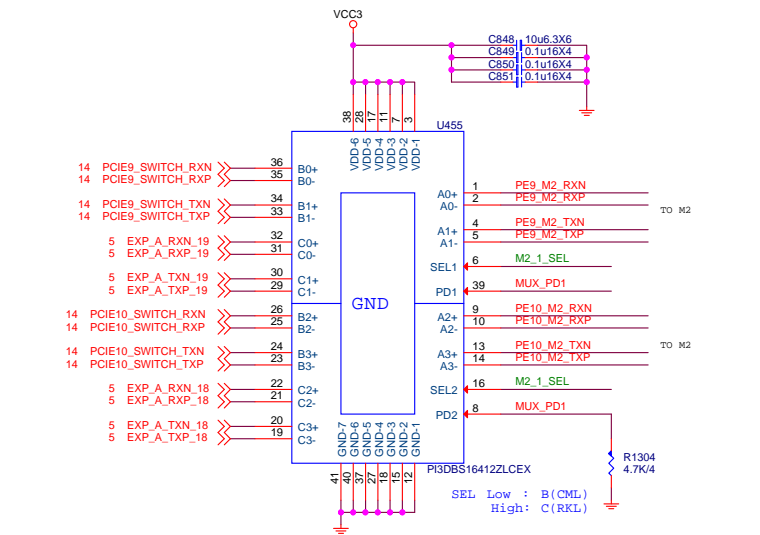 VCC3
C848 10u6.3X6
C849 0.1u16X4
C850 0.1u16X4
C851 0.1u16X4
38 28 17 11 7 3
U455
VDD-6 VDD-5 VDD-4 VDD-3 VDD-2 VDD-1
14 PCIE9_SWITCH_RXN 36 B0+
14 PCIE9_SWITCH_RXP 35 B0-
14 PCIE9_SWITCH_TXN 34 B1+
14 PCIE9_SWITCH_TXP 33 B1-
5 EXP_A_RXN_19 32 C0+
5 EXP_A_RXP_19 31 C0-
5 EXP_A_TXN_19 30 C1+
5 EXP_A_TXP_19 29 C1-
14 PCIE10_SWITCH_RXN 26 B2+
14 PCIE10_SWITCH_RXP 25 B2-
14 PCIE10_SWITCH_TXN 24 B3+
14 PCIE10_SWITCH_TXP 23 B3-
5 EXP_A_RXN_18 22 C2+
5 EXP_A_RXP_18 21 C2-
5 EXP_A_TXN_18 20 C3+
5 EXP_A_TXP_18 19 C3-
GND
A0+ 1 PE9_M2_RXN
A0- 2 PE9_M2_RXP
TO M2
A1+ 4 PE9_M2_TXN
A1- 5 PE9_M2_TXP
SEL1 6 M2_1_SEL
PD1 39 MUX_PD1
A2+ 9 PE10_M2_RXN
A2- 10 PE10_M2_RXP
TO M2
A3+ 13 PE10_M2_TXN
A3- 14 PE10_M2_TXP
SEL2 16 M2_1_SEL
PD2 8 MUX_PD1
GND-7 GND-6 GND-5 GND-4 GND-3 GND-2 GND-1
41 40 37 27 18 15 12
PI3DBS16412ZLCEX
R1304
4.7K/4
SEL Low : B(CML)
High: C(RKL)